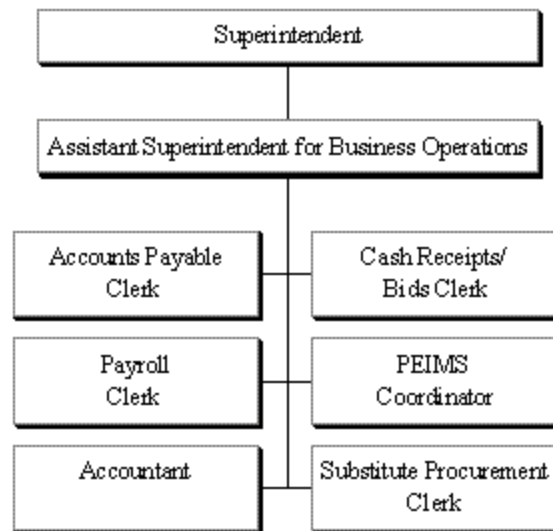 Superintendent
Assistant Superintendent for Business Operations
Accounts Payable
Clerk
Cash Receipts/
Bids Clerk
Payroll
Clerk
PEIMS
Coordinator
Accountant
Substitute Procurement
Clerk